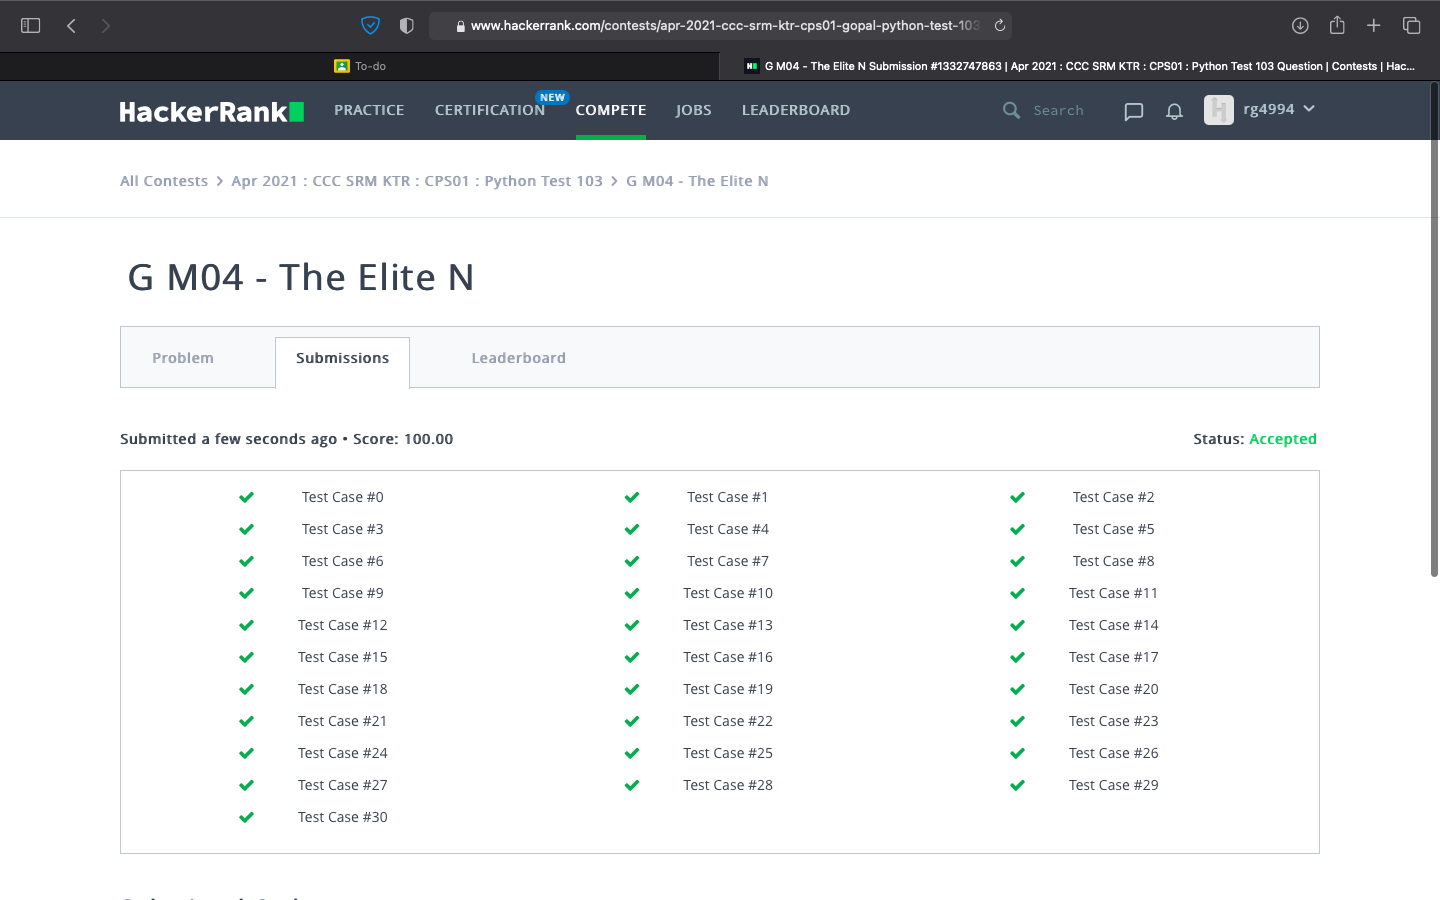 www.hackerrank.com/contests/apr-2021-ccc-srm-ktr-cps01-gopal-python-test-103
To-do
G M04 - The Elite N Submission #1332747863 | Apr 2021 : CCC SRM KTR : CPS01 : Python Test 103 Question | Contests | Hac...
HackerRank PRACTICE CERTIFICATION NEW COMPETE JOBS LEADERBOARD Search rg4994
All Contests > Apr 2021 : CCC SRM KTR : CPS01 : Python Test 103 > G M04 - The Elite N
G M04 - The Elite N
Problem Submissions Leaderboard
Submitted a few seconds ago • Score: 100.00 Status: Accepted
Test Case #0 Test Case #1 Test Case #2
Test Case #3 Test Case #4 Test Case #5
Test Case #6 Test Case #7 Test Case #8
Test Case #9 Test Case #10 Test Case #11
Test Case #12 Test Case #13 Test Case #14
Test Case #15 Test Case #16 Test Case #17
Test Case #18 Test Case #19 Test Case #20
Test Case #21 Test Case #22 Test Case #23
Test Case #24 Test Case #25 Test Case #26
Test Case #27 Test Case #28 Test Case #29
Test Case #30